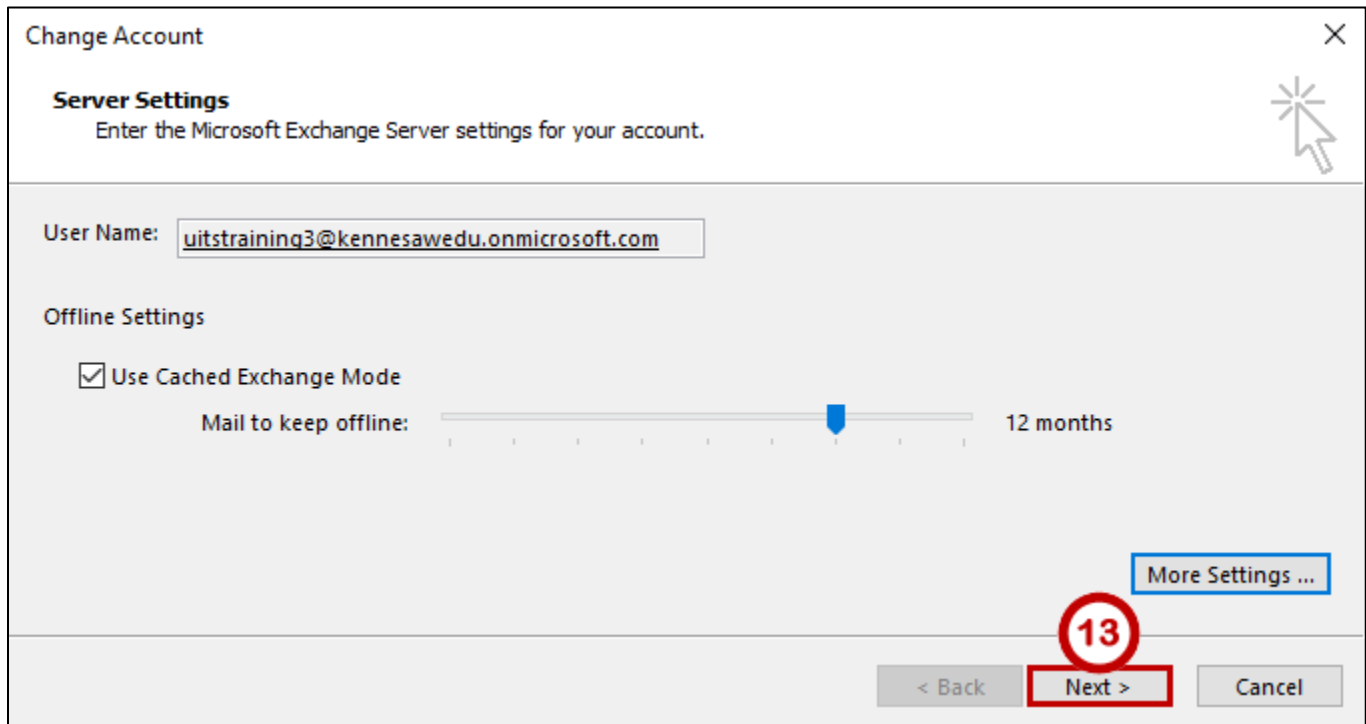 Change Account
Server Settings
Enter the Microsoft Exchange Server settings for your account.
User Name: uitstraining3@kennesawedu.onmicrosoft.com
Offline Settings
Use Cached Exchange Mode
Mail to keep offline: 12 months
More Settings ...
13
< Back Next > Cancel